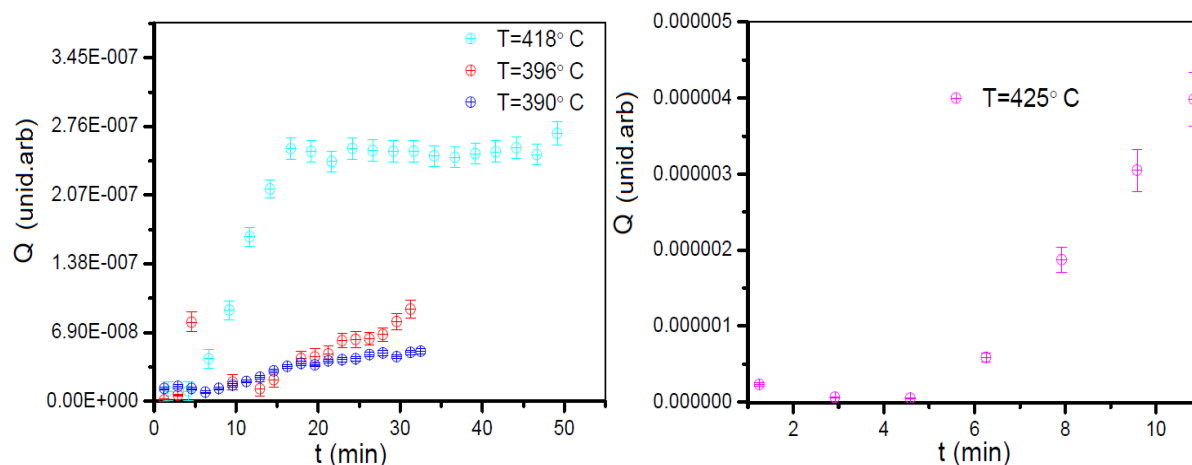 Q (unid.arb)
3.45E-007
2.76E-007
2.07E-007
1.38E-007
6.90E-008
0.00E+000
T=418° C
T=396° C
T=390° C
0 10 20 30 40 50
t (min)
Q (unid.arb)
0.000005
0.000004
0.000003
0.000002
0.000001
0.000000
T=425° C
2 4 6 8 10
t (min)